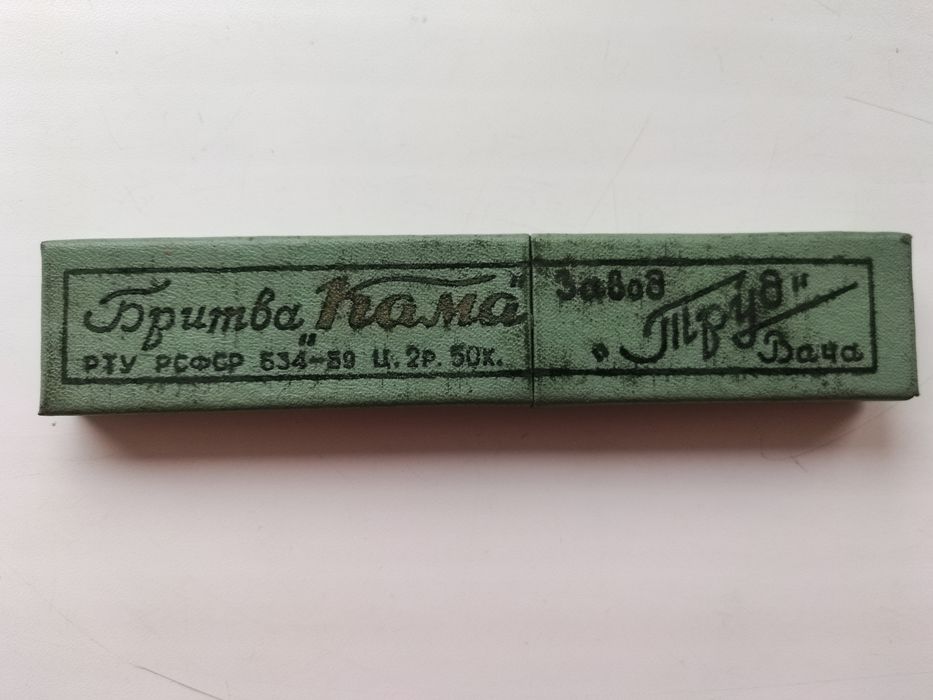 Бритва „Кама"
РТУ РСФСР 534-59 Ц. 2Р. 50К.
Завод
„Труд"
Вача